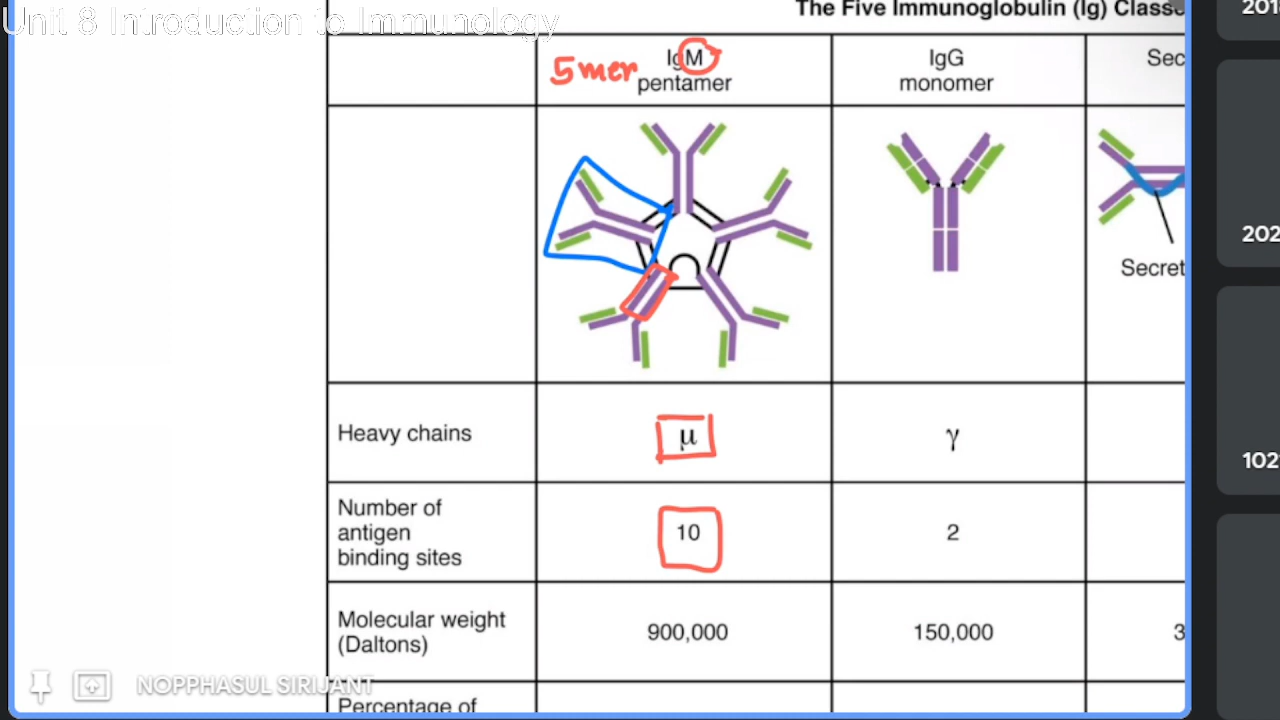 Unit 8 Introduction to Immunology
The Five Immunoglobulin (Ig)
201
5mer
IgM
pentamer
IgG
monomer
Sec
202
Secret
Heavy chains
μ
γ
102
Number of
antigen
binding sites
10
2
Molecular weight
(Daltons)
900,000
150,000
3
NOPPHASUL SIRIJANT
Percentage of